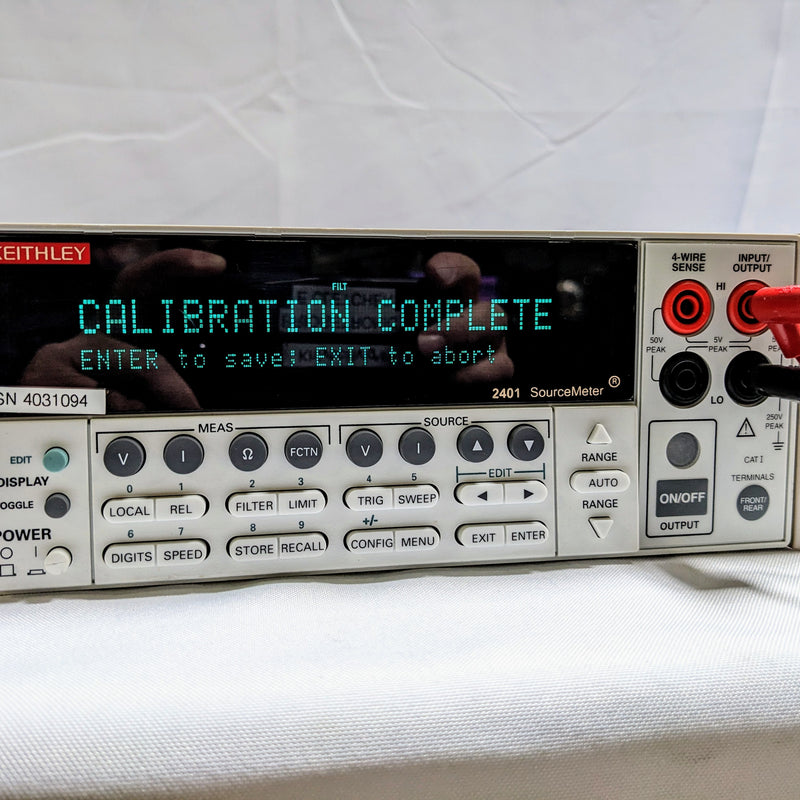 KEITHLEY
FILT
CALIBRATION COMPLETE
ENTER to save; EXIT to abort
2401 SourceMeter ®
SN 4031094
4-WIRE
SENSE
INPUT/
OUTPUT
HI
50V
PEAK
5V
PEAK
LO
250V
PEAK
CAT I
MEAS
SOURCE
V
I
Ω
FCTN
V
I
▲
▼
EDIT
DISPLAY
TOGGLE
POWER
O
I
0
1
2
3
4
5
EDIT
LOCAL
REL
FILTER
LIMIT
TRIG
SWEEP
◀
▶
6
7
8
9
+/-
DIGITS
SPEED
STORE
RECALL
CONFIG
MENU
EXIT
ENTER
RANGE
AUTO
RANGE
ON/OFF
OUTPUT
TERMINALS
FRONT/
REAR